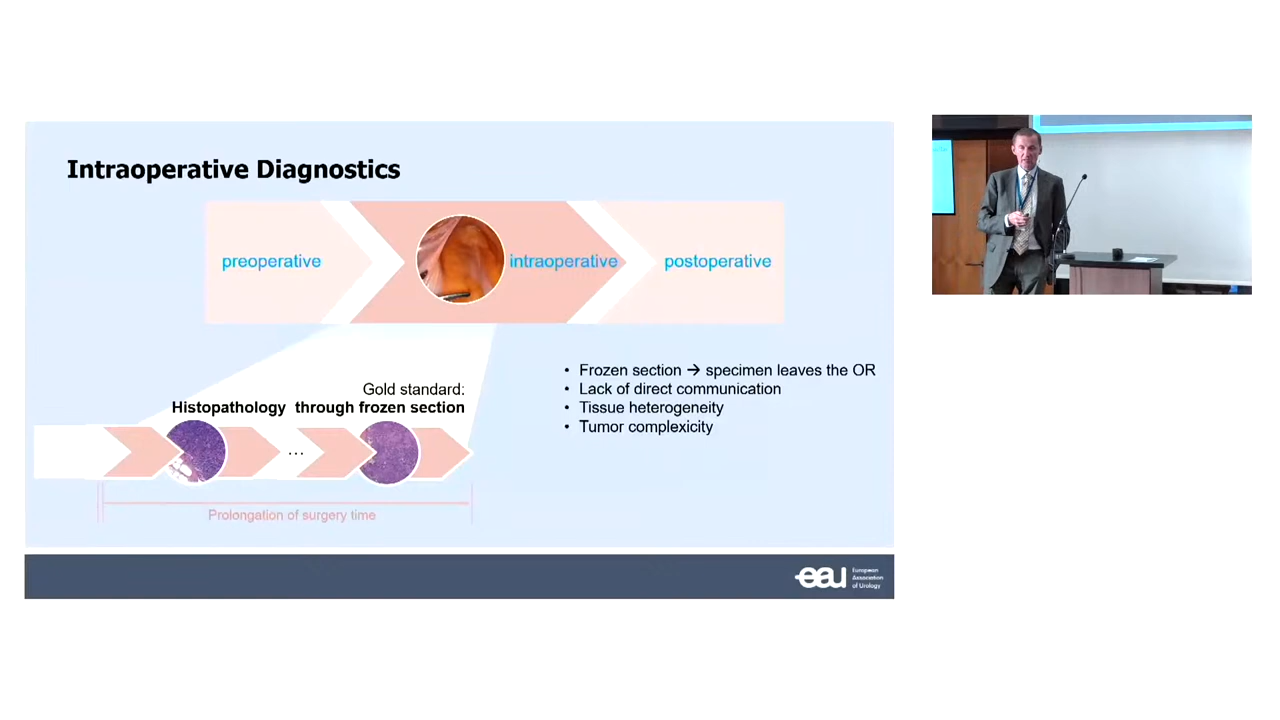 Intraoperative Diagnostics
preoperative
intraoperative
postoperative
Gold standard:
Histopathology through frozen section
...
Prolongation of surgery time
• Frozen section → specimen leaves the OR
• Lack of direct communication
• Tissue heterogeneity
• Tumor complexicity
eau
European
Association
of Urology